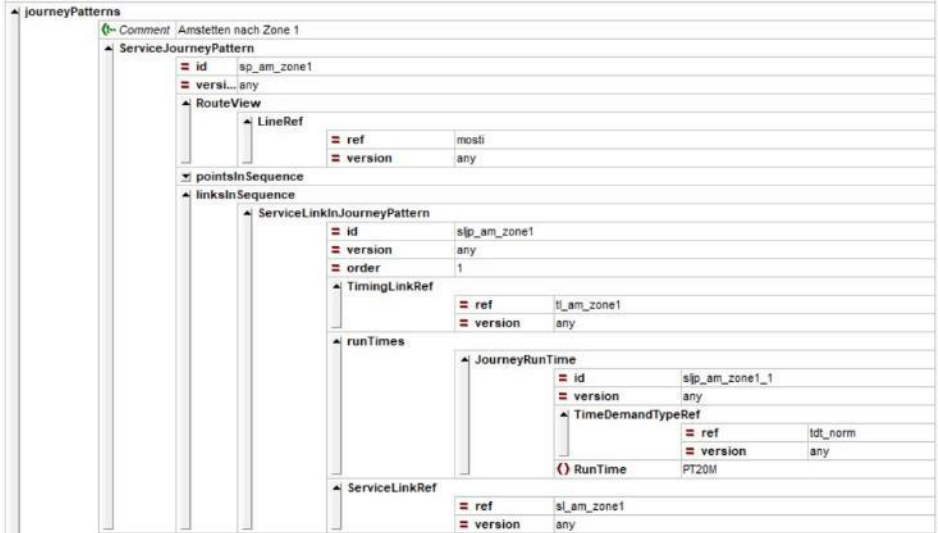 journeyPatterns
Comment Amstetten nach Zone 1
ServiceJourneyPattern
= id sp_am_zone1
= versi... any
RouteView
LineRef
= ref mosti
= version any
pointsInSequence
linksInSequence
ServiceLinkInJourneyPattern
= id sljp_am_zone1
= version any
= order 1
TimingLinkRef
= ref tl_am_zone1
= version any
runTimes
JourneyRunTime
= id sljp_am_zone1_1
= version any
TimeDemandTypeRef
= ref tdt_norm
= version any
() RunTime PT20M
ServiceLinkRef
= ref sl_am_zone1
= version any